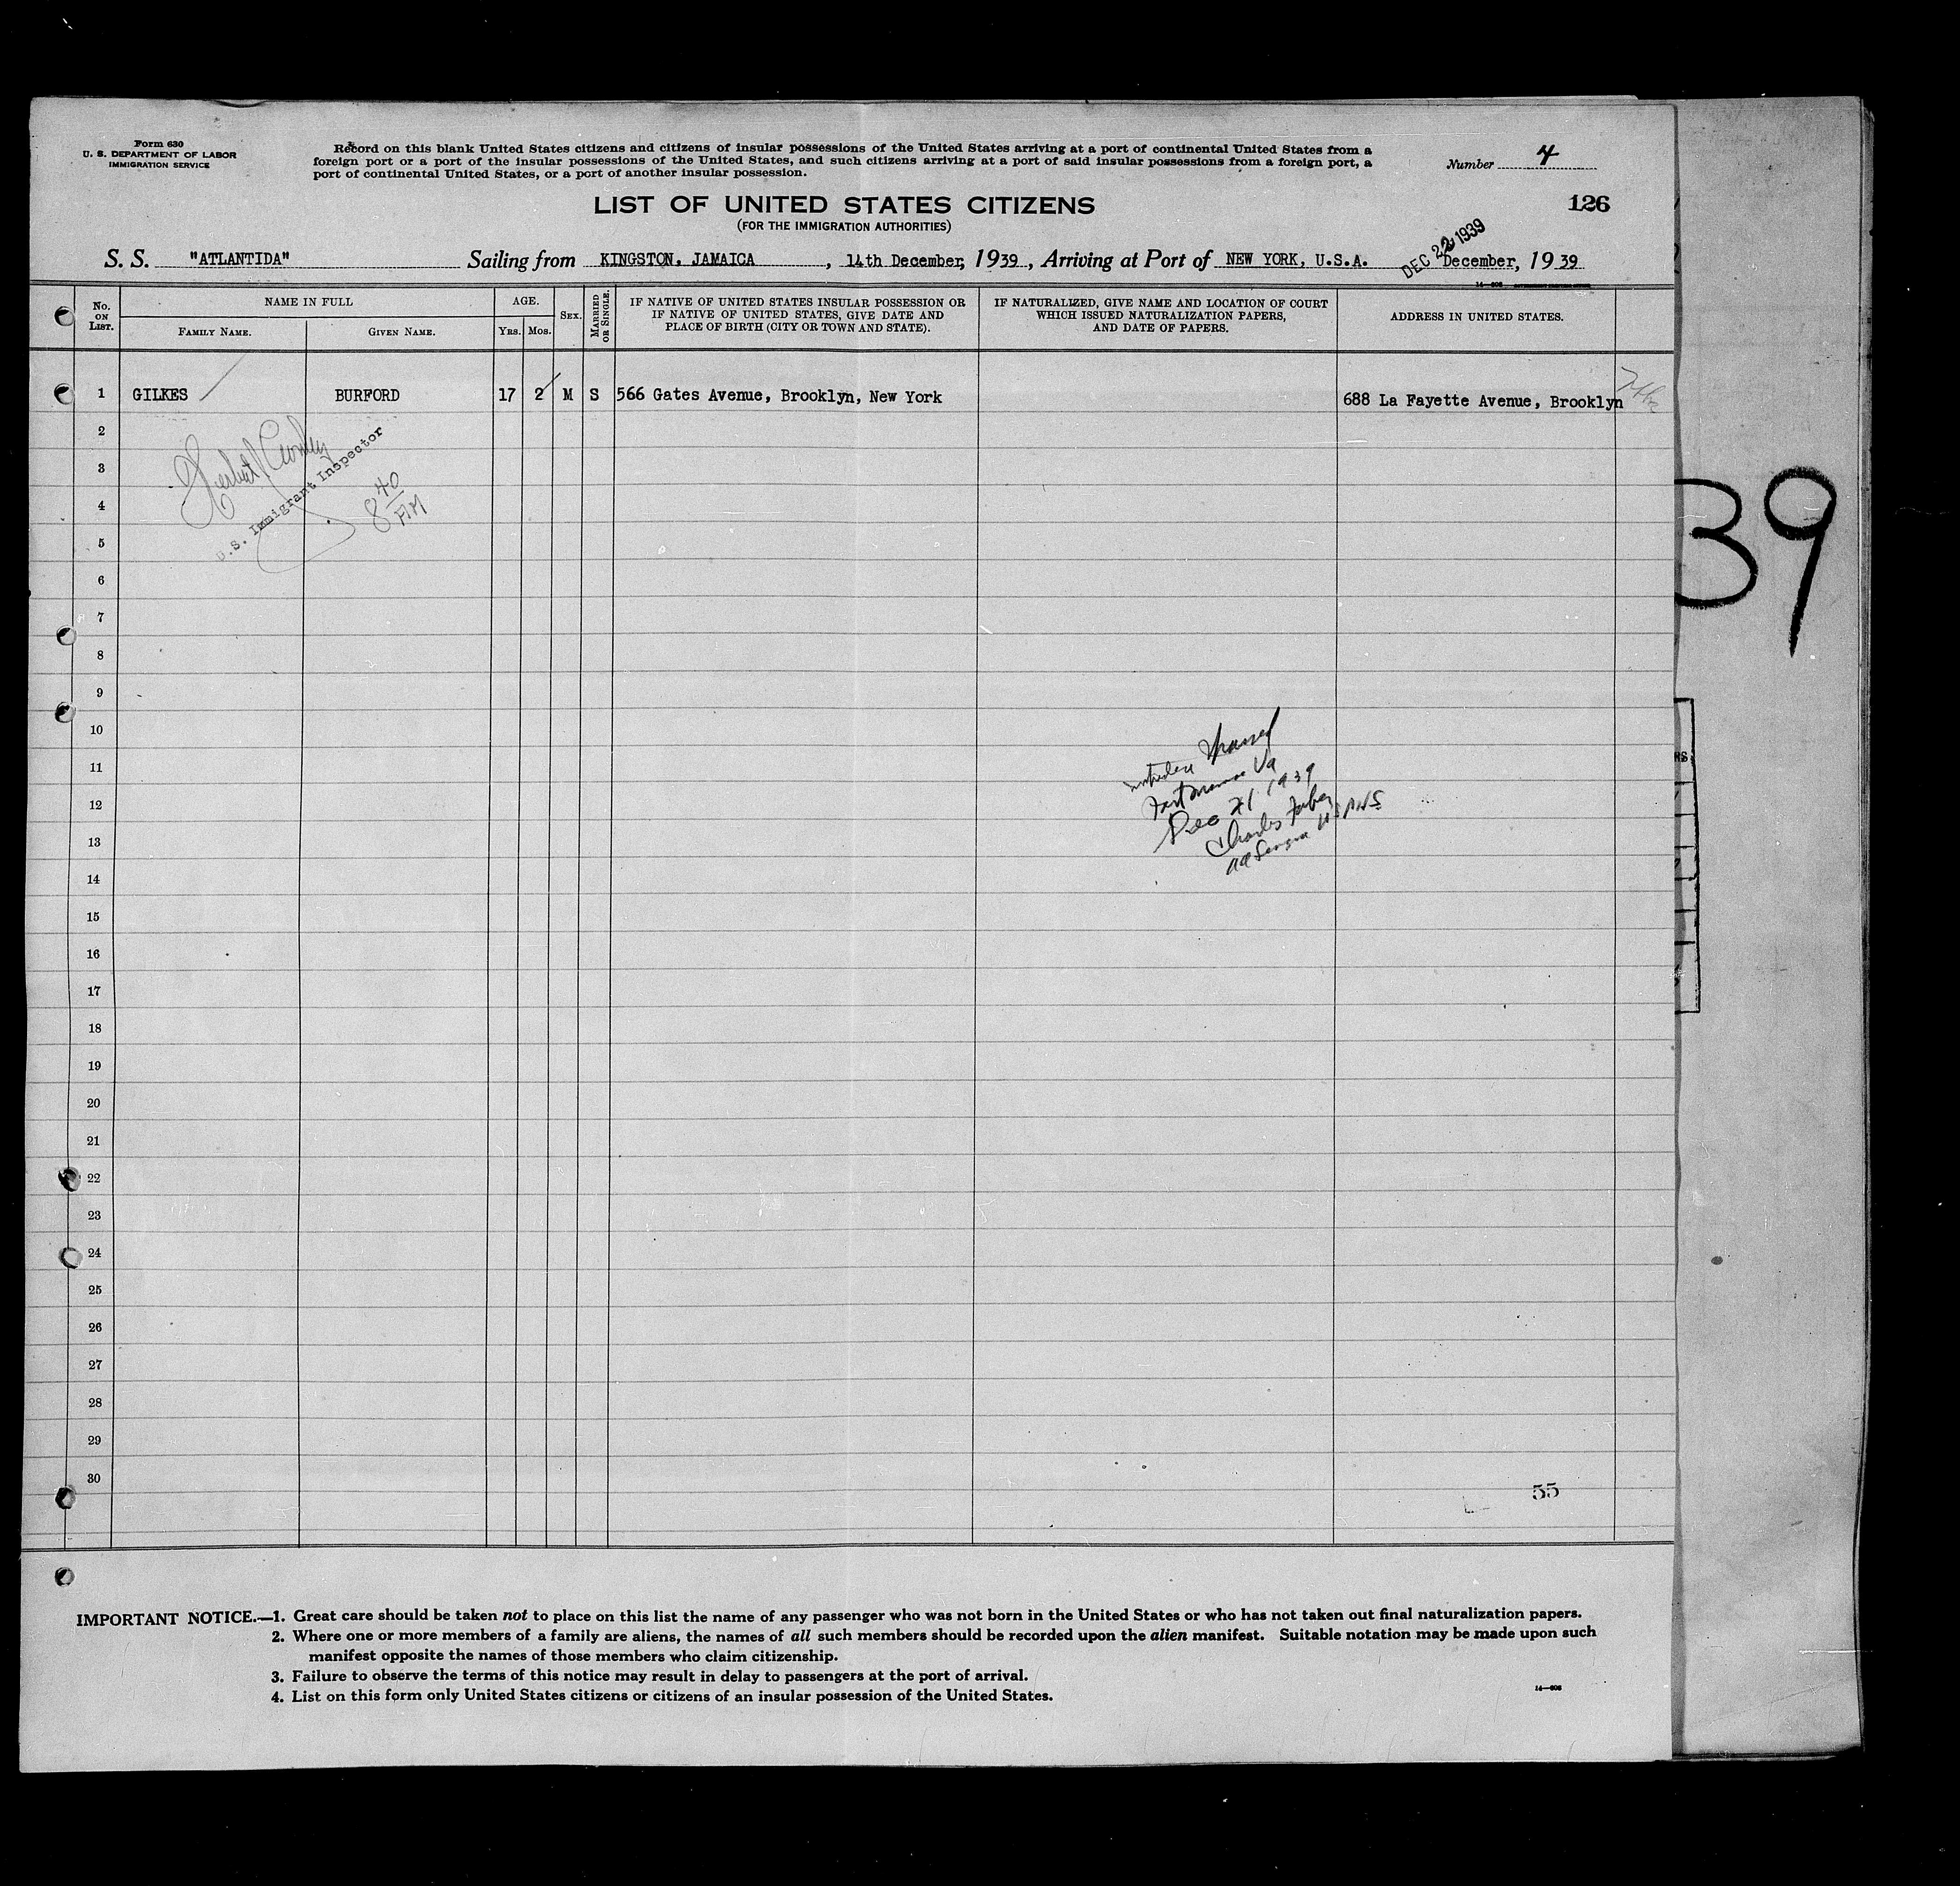 Form 630
U. S. DEPARTMENT OF LABOR
IMMIGRATION SERVICE
Record on this blank United States citizens and citizens of insular possessions of the United States arriving at a port of continental United States from a
foreign port or a port of the insular possessions of the United States, and such citizens arriving at a port of said insular possessions from a foreign port, a
port of continental United States, or a port of another insular possession.
Number 4
LIST OF UNITED STATES CITIZENS
(FOR THE IMMIGRATION AUTHORITIES)
126
DEC 22 1939
S. S. "ATLANTIDA" Sailing from KINGSTON, JAMAICA, 14th December, 1939, Arriving at Port of NEW YORK, U.S.A. December, 1939
No. ON LIST.
NAME IN FULL
FAMILY NAME. GIVEN NAME.
AGE.
YRS. MOS.
SEX.
MARRIED OR SINGLE.
IF NATIVE OF UNITED STATES INSULAR POSSESSION OR
IF NATIVE OF UNITED STATES, GIVE DATE AND
PLACE OF BIRTH (CITY OR TOWN AND STATE).
IF NATURALIZED, GIVE NAME AND LOCATION OF COURT
WHICH ISSUED NATURALIZATION PAPERS,
AND DATE OF PAPERS.
ADDRESS IN UNITED STATES.
1 GILKES BURFORD 17 2 M S 566 Gates Avenue, Brooklyn, New York 688 La Fayette Avenue, Brooklyn
2
3
4
5
6
7
8
9
10
11
12
13
14
15
16
17
18
19
20
21
22
23
24
25
26
27
28
29
30
U.S. Immigrant Inspector
8 40 AM
Va
Dec 21 1939
Charles
39
55
IMPORTANT NOTICE.—1. Great care should be taken not to place on this list the name of any passenger who was not born in the United States or who has not taken out final naturalization papers.
2. Where one or more members of a family are aliens, the names of all such members should be recorded upon the alien manifest. Suitable notation may be made upon such
manifest opposite the names of those members who claim citizenship.
3. Failure to observe the terms of this notice may result in delay to passengers at the port of arrival.
4. List on this form only United States citizens or citizens of an insular possession of the United States.